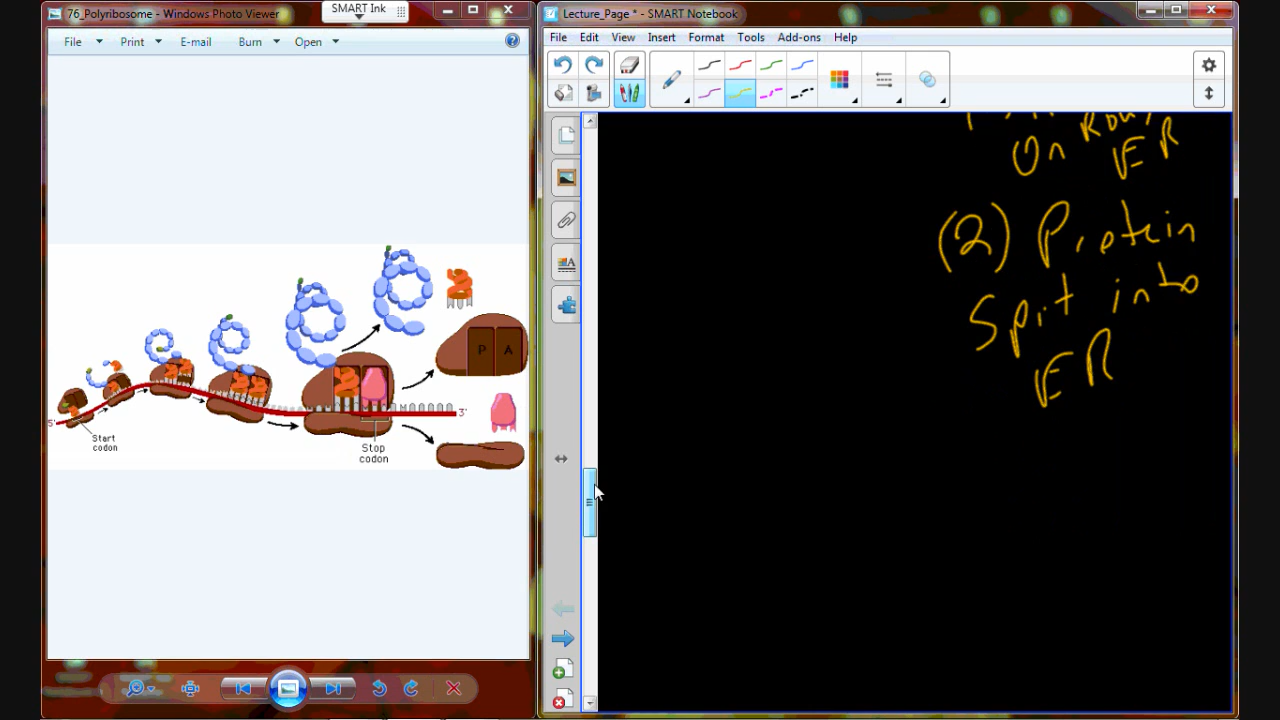 76_Polyribosome - Windows Photo Viewer
SMART Ink
File Print E-mail Burn Open
5'
Start
codon
P A
3'
Stop
codon
Lecture_Page * - SMART Notebook
File Edit View Insert Format Tools Add-ons Help
On
ER
(2) Protein
Spit into
ER